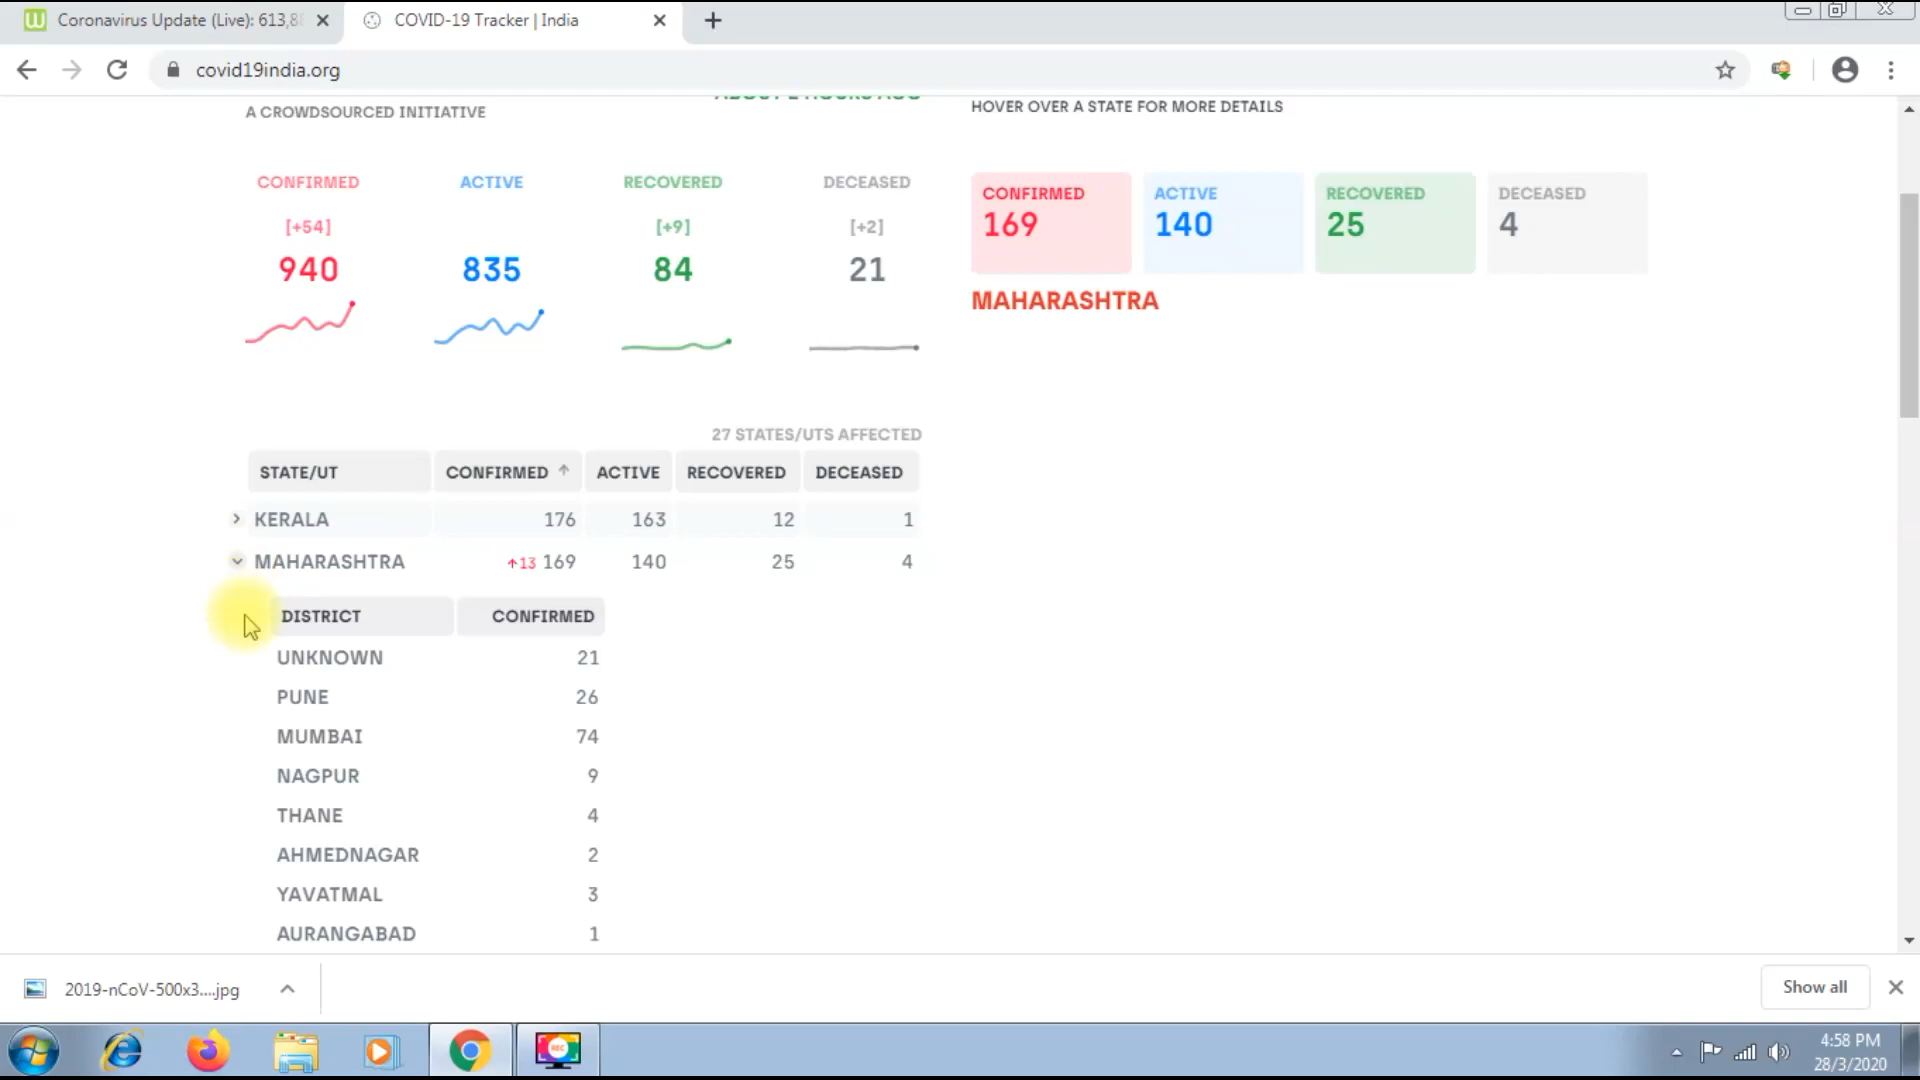 Coronavirus Update (Live): 613,8
COVID-19 Tracker | India
covid19india.org
A CROWDSOURCED INITIATIVE
HOVER OVER A STATE FOR MORE DETAILS
CONFIRMED ACTIVE RECOVERED DECEASED
[+54] [+9] [+2]
940 835 84 21
CONFIRMED ACTIVE RECOVERED DECEASED
169 140 25 4
MAHARASHTRA
27 STATES/UTS AFFECTED
STATE/UT CONFIRMED ↑ ACTIVE RECOVERED DECEASED
KERALA 176 163 12 1
MAHARASHTRA ↑13 169 140 25 4
DISTRICT CONFIRMED
UNKNOWN 21
PUNE 26
MUMBAI 74
NAGPUR 9
THANE 4
AHMEDNAGAR 2
YAVATMAL 3
AURANGABAD 1
2019-nCoV-500x3....jpg
Show all
REC
4:58 PM
28/3/2020